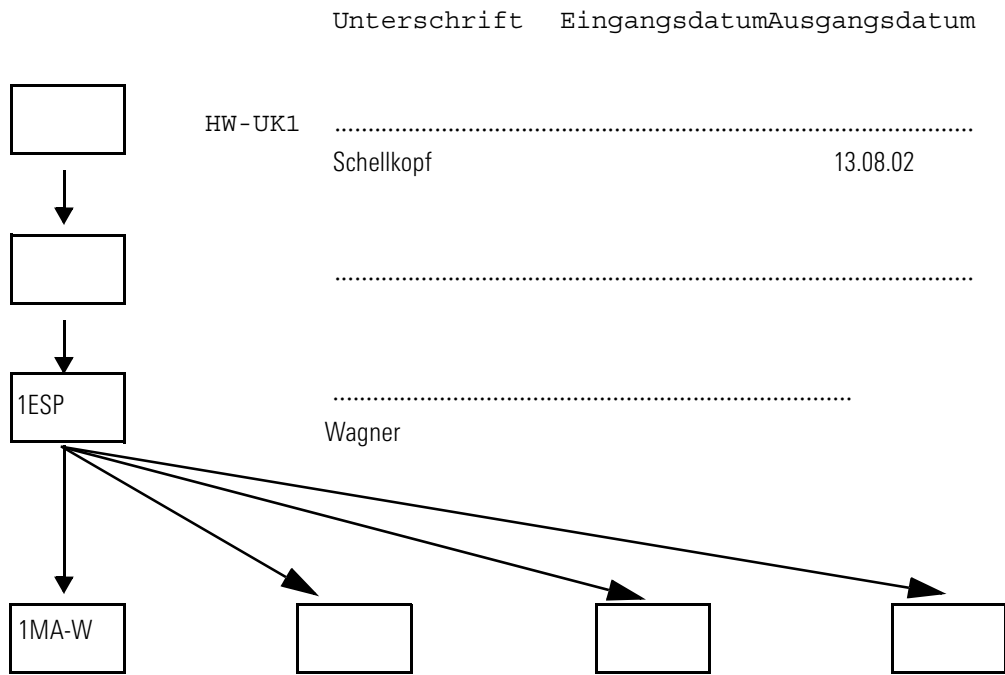 Unterschrift EingangsdatumAusgangsdatum
HW-UK1 ................................................................................................
Schellkopf 13.08.02
................................................................................................
1ESP ..............................................................................
Wagner
1MA-W